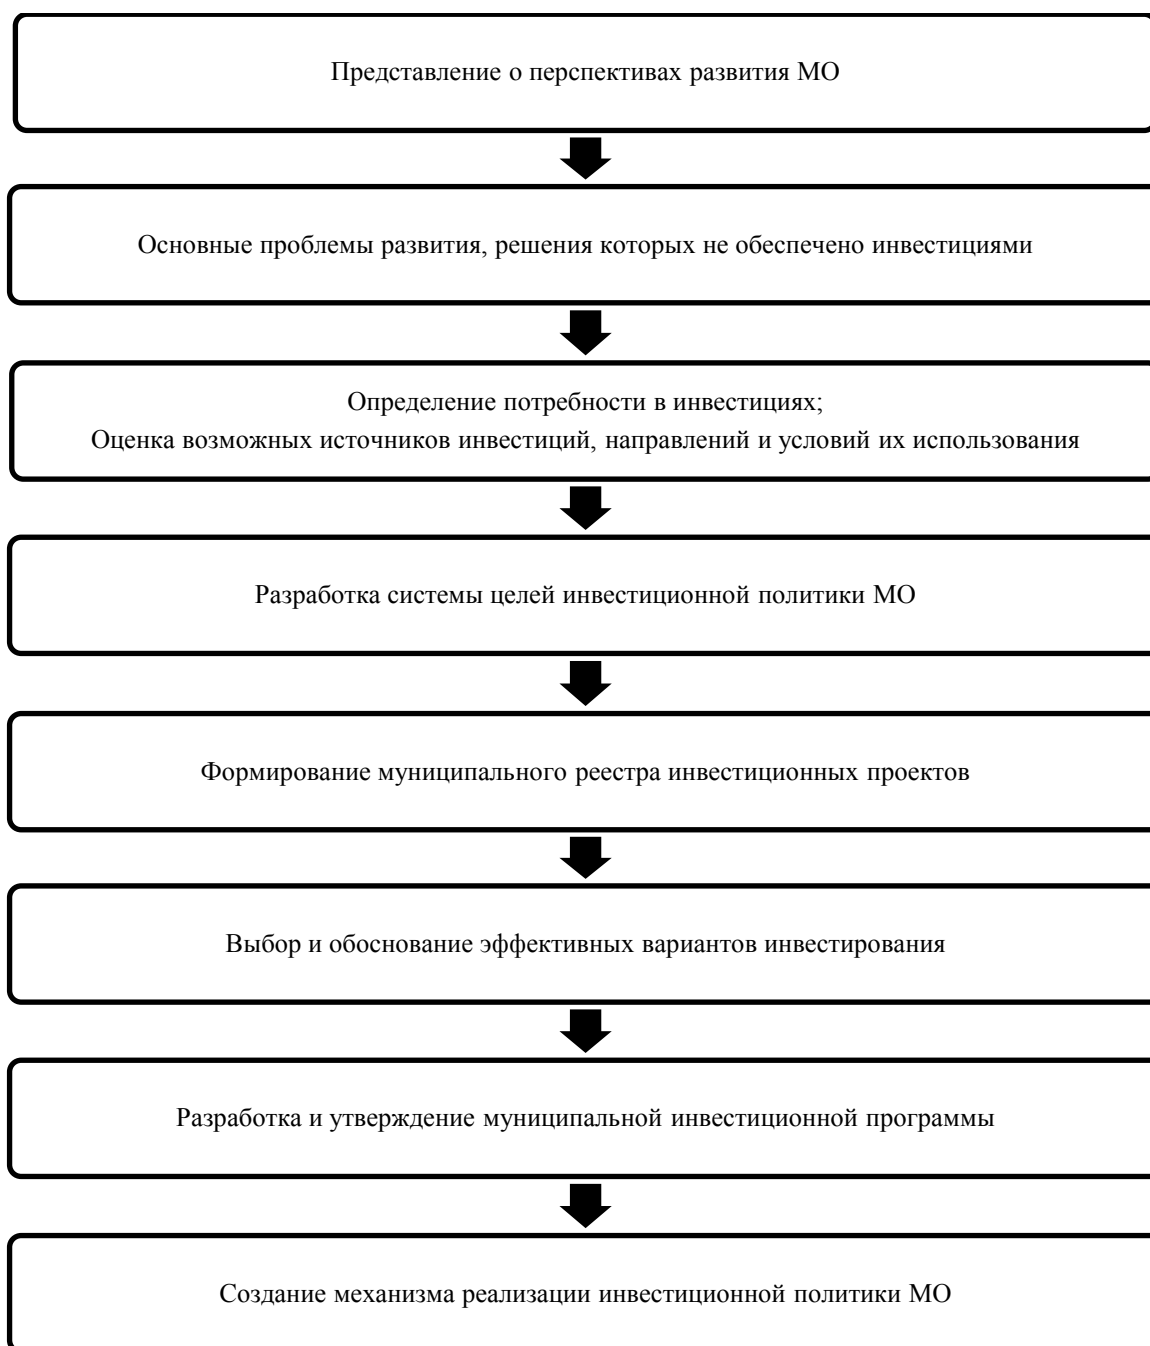 Представление о перспективах развития МО
Основные проблемы развития, решения которых не обеспечено инвестициями
Определение потребности в инвестициях;
Оценка возможных источников инвестиций, направлений и условий их использования
Разработка системы целей инвестиционной политики МО
Формирование муниципального реестра инвестиционных проектов
Выбор и обоснование эффективных вариантов инвестирования
Разработка и утверждение муниципальной инвестиционной программы
Создание механизма реализации инвестиционной политики МО